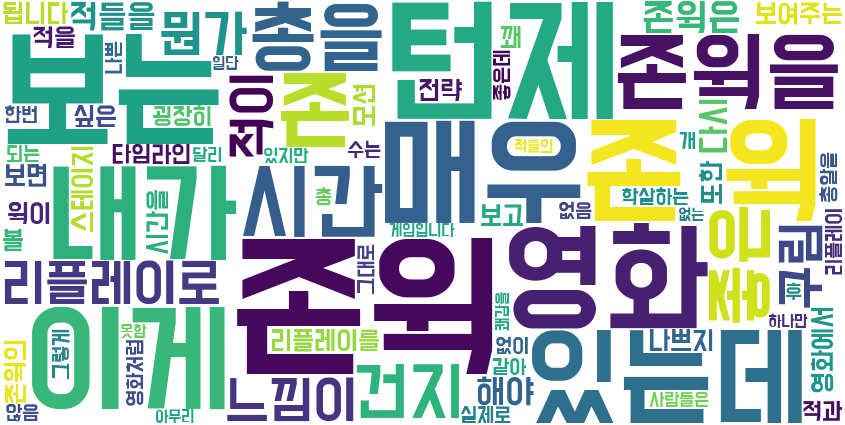 됩니다
적들을
뭔가
총을
턴제
존윅은
보여주는
적을
나쁜
일단
꽤
좋은데
존윅을
보는
한번
싶은
굉장히
적이
존
모션
전략
매우
적들의
존
윅
다시
개
되는
타임라인
달리
있지만
수는
보면
스테이지
내가
시간
총
학살하는
또한
총알을
윅이
시간을
게임입니다
보고
없음
없는
좋은
구림
리플레이
볼
리플레이로
그대로
존윅
영화
후
하나만
이게
그렇게
못함
리플레이를
쾌감을
없이
있는데
나쁘지
영화에서
존윅의
영화처럼
느낌이
건지
같아
해야
사람들은
않음
아무리
실제로
적과